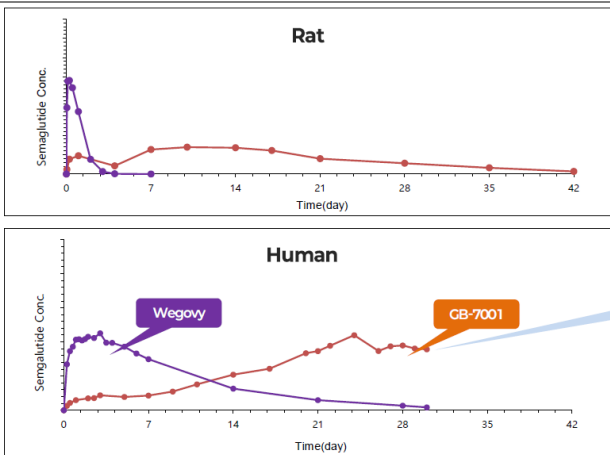 Rat
Semaglutide Conc.
0 7 14 21 28 35 42
Time(day)
Human
Wegovy
GB-7001
Semgalutide Conc.
0 7 14 21 28 35 42
Time(day)